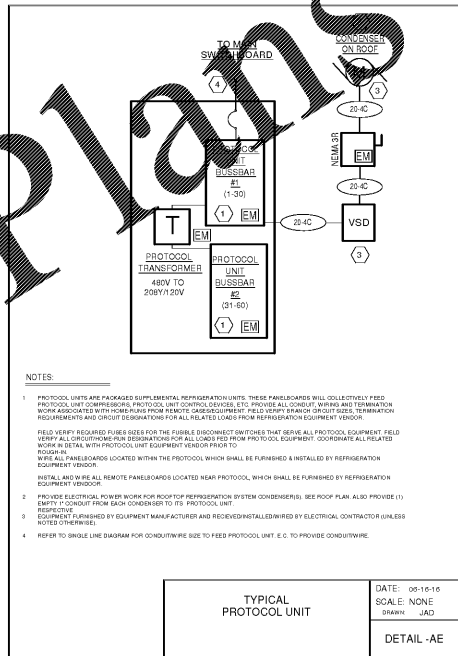 Plans
TO MAIN
SWITCHBOARD
CONDENSER
ON ROOF
4
3
20-4C
NEMA 3R
EM
PROTOCOL
UNIT
BUSSBAR
#1
(1-30)
1 EM
20-4C
20-4C
VSD
T
EM
3
PROTOCOL
TRANSFORMER
480V TO
208Y/120V
PROTOCOL
UNIT
BUSSBAR
#2
(31-60)
1 EM
NOTES:
1 PROTOCOL UNITS ARE PACKAGED SUPPLEMENTAL REFRIGERATION UNITS. THESE PANELBOARDS WILL COLLECTIVELY FEED
PROTOCOL UNIT COMPRESSORS, PROTOCOL UNIT CONTROL DEVICES, ETC. PROVIDE ALL CONDUIT, WIRING AND TERMINATION
WORK ASSOCIATED WITH HOME-RUNS FROM REMOTE CASES/EQUIPMENT. FIELD VERIFY BRANCH CIRCUIT SIZES, TERMINATION
REQUIREMENTS AND CIRCUIT DESIGNATIONS FOR ALL RELATED LOADS FROM REFRIGERATION EQUIPMENT VENDOR.
FIELD VERIFY REQUIRED FUSES SIZES FOR THE FUSIBLE DISCONNECT SWITCHES THAT SERVE ALL PROTOCOL EQUIPMENT. FIELD
VERIFY ALL CIRCUIT/HOME-RUN DESIGNATIONS FOR ALL LOADS FED FROM PROTOCOL EQUIPMENT. COORDINATE ALL RELATED
WORK IN DETAIL WITH PROTOCOL UNIT EQUIPMENT VENDOR PRIOR TO
ROUGH-IN.
WIRE ALL PANELBOARDS LOCATED WITHIN THE PROTOCOL WHICH SHALL BE FURNISHED & INSTALLED BY REFRIGERATION
EQUIPMENT VENDOR.
INSTALL AND WIRE ALL REMOTE PANELBOARDS LOCATED NEAR PROTOCOL, WHICH SHALL BE FURNISHED BY REFRIGERATION
EQUIPMENT VENDOOR.
2 PROVIDE ELECTRICAL POWER WORK FOR ROOFTOP REFRIGERATION SYSTEM CONDENSER(S). SEE ROOF PLAN. ALSO PROVIDE (1)
EMPTY 1" CONDUIT FROM EACH CONDENSER TO ITS PROTOCOL UNIT.
RESPECTIVE
3 EQUIPMENT FURNISHED BY EQUIPMENT MANUFACTURER AND RECIEVED/INSTALLED/WIRED BY ELECTRICAL CONTRACTOR (UNLESS
NOTED OTHERWISE).
4 REFER TO SINGLE LINE DIAGRAM FOR CONDUIT/WIRE SIZE TO FEED PROTOCOL UNIT. E.C. TO PROVIDE CONDUIT/WIRE.
TYPICAL
PROTOCOL UNIT
DATE: 06-16-16
SCALE: NONE
DRAWN: JAD
DETAIL -AE